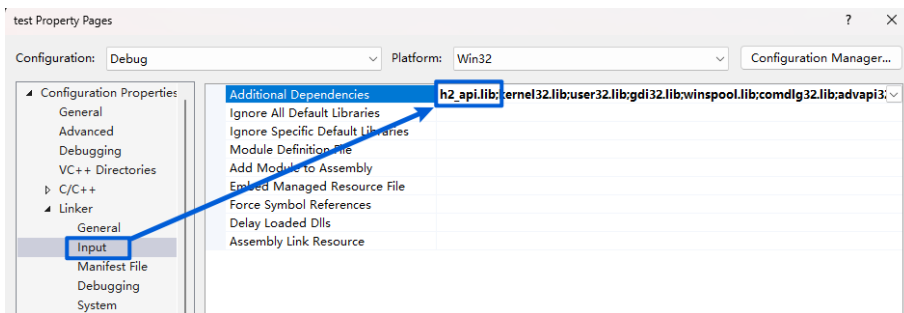 test Property Pages ? ×
Configuration: Debug Platform: Win32 Configuration Manager...
Configuration Properties
General
Advanced
Debugging
VC++ Directories
C/C++
Linker
General
Input
Manifest File
Debugging
System
Additional Dependencies h2_api.lib;kernel32.lib;user32.lib;gdi32.lib;winspool.lib;comdlg32.lib;advapi32
Ignore All Default Libraries
Ignore Specific Default Libraries
Module Definition File
Add Module to Assembly
Embed Managed Resource File
Force Symbol References
Delay Loaded Dlls
Assembly Link Resource